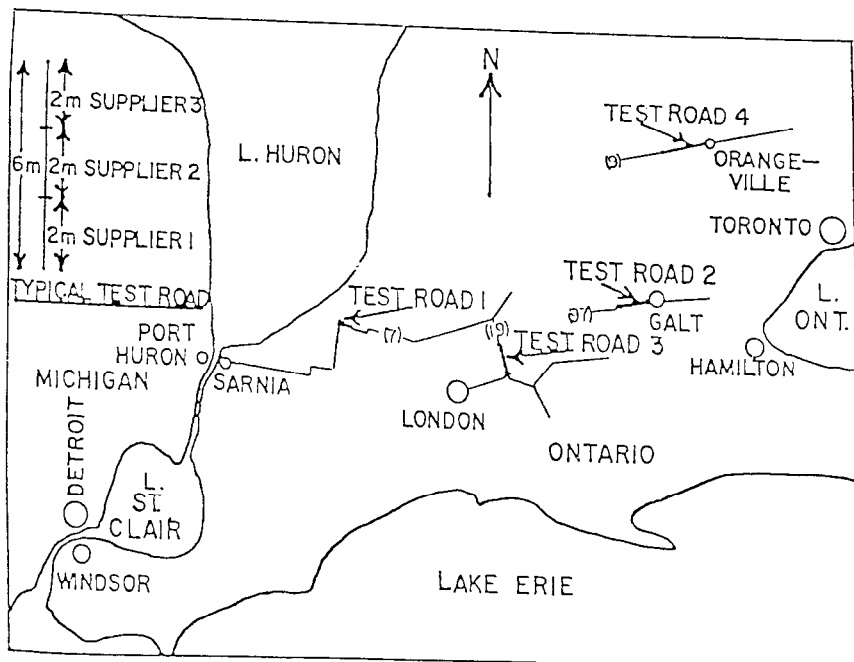 2m SUPPLIER 3
6m
2m SUPPLIER 2
2m SUPPLIER 1
TYPICAL TEST ROAD
L. HURON
N
TEST ROAD 4
(9)
ORANGE-
VILLE
TORONTO
L.
ONT.
TEST ROAD 2
GALT
HAMILTON
TEST ROAD 1
(7)
(19)
TEST ROAD 3
PORT
HURON
SARNIA
MICHIGAN
DETROIT
LONDON
ONTARIO
L.
ST.
CLAIR
WINDSOR
LAKE ERIE